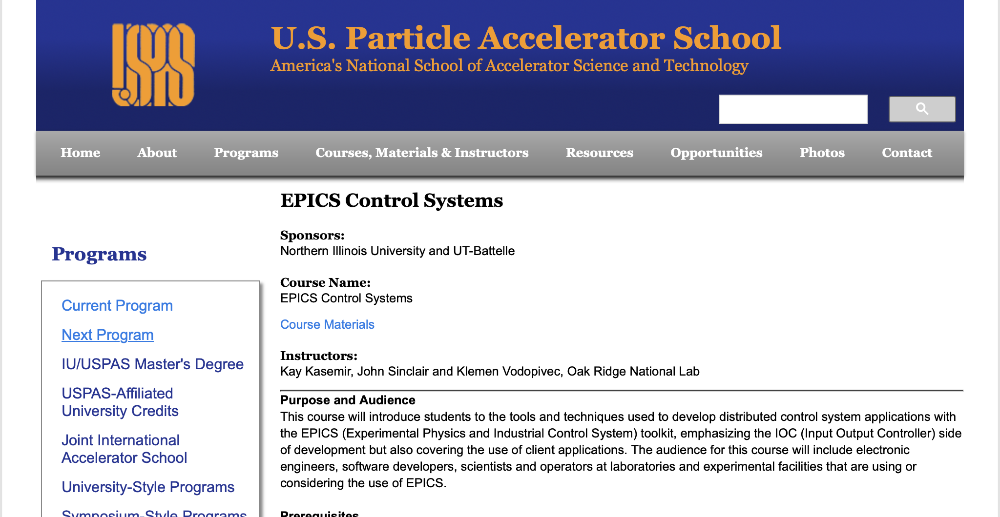 U.S. Particle Accelerator School
America's National School of Accelerator Science and Technology
Home About Programs Courses, Materials & Instructors Resources Opportunities Photos Contact
Programs
Current Program
Next Program
IU/USPAS Master's Degree
USPAS-Affiliated
University Credits
Joint International
Accelerator School
University-Style Programs
Symposium-Style Programs
EPICS Control Systems
Sponsors:
Northern Illinois University and UT-Battelle
Course Name:
EPICS Control Systems
Course Materials
Instructors:
Kay Kasemir, John Sinclair and Klemen Vodopivec, Oak Ridge National Lab
Purpose and Audience
This course will introduce students to the tools and techniques used to develop distributed control system applications with
the EPICS (Experimental Physics and Industrial Control System) toolkit, emphasizing the IOC (Input Output Controller) side
of development but also covering the use of client applications. The audience for this course will include electronic
engineers, software developers, scientists and operators at laboratories and experimental facilities that are using or
considering the use of EPICS.
Prerequisites